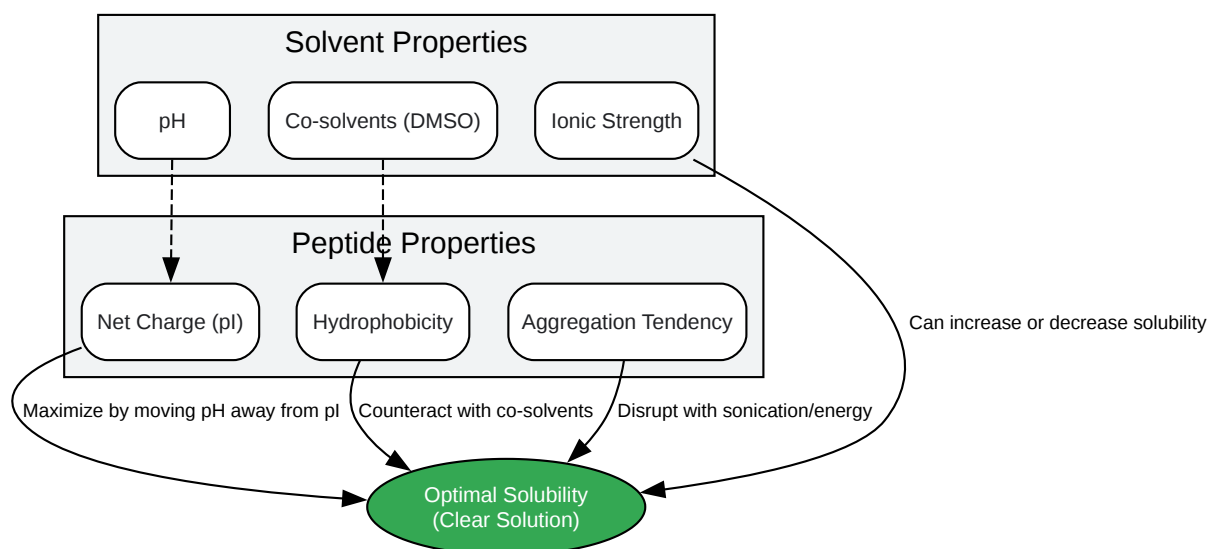 Solvent Properties
pH
Co-solvents (DMSO)
Ionic Strength
Peptide Properties
Net Charge (pI)
Hydrophobicity
Aggregation Tendency
Can increase or decrease solubility
Maximize by moving pH away from pI
Counteract with co-solvents
Disrupt with sonication/energy
Optimal Solubility
(Clear Solution)